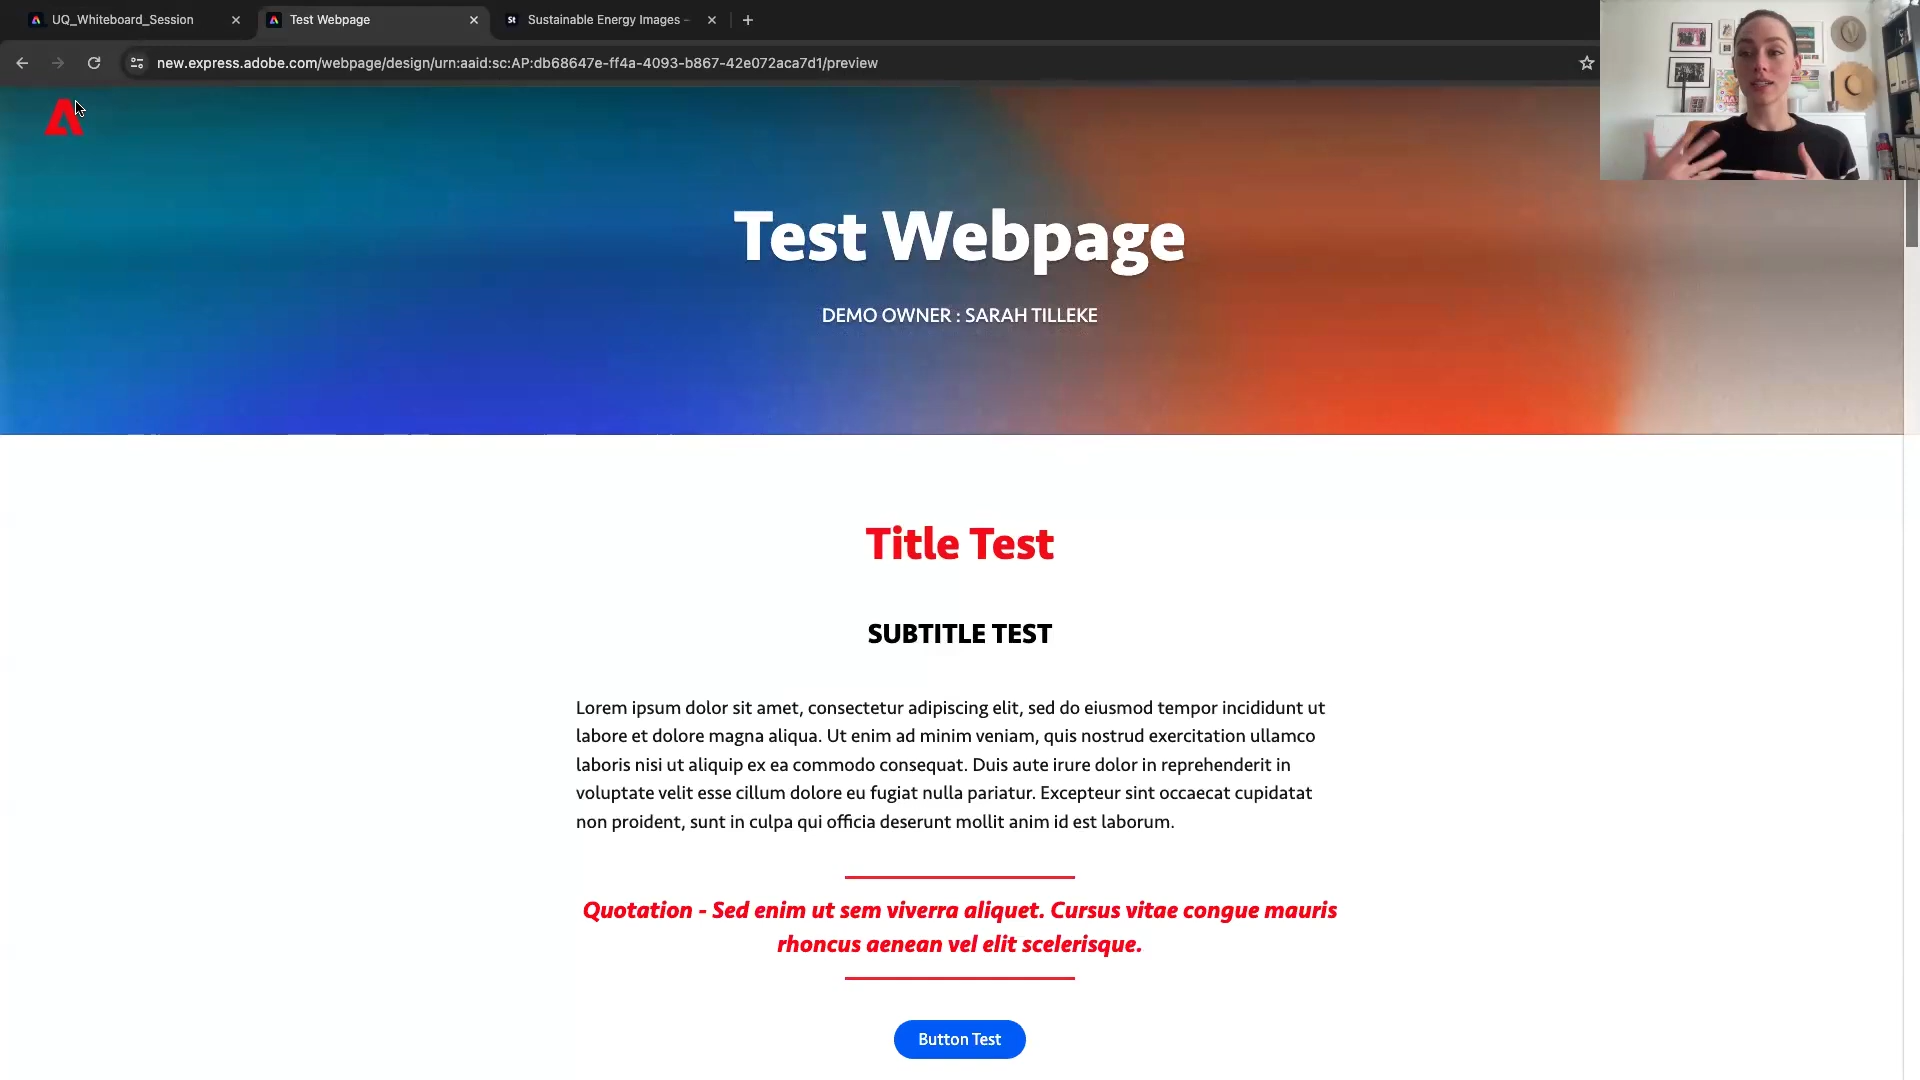 UQ_Whiteboard_Session
Test Webpage
St
Sustainable Energy Images -
new.express.adobe.com/webpage/design/urn:aaid:sc:AP:db68647e-ff4a-4093-b867-42e072aca7d1/preview
Test Webpage
DEMO OWNER : SARAH TILLEKE
Title Test
SUBTITLE TEST
Lorem ipsum dolor sit amet, consectetur adipiscing elit, sed do eiusmod tempor incididunt ut
labore et dolore magna aliqua. Ut enim ad minim veniam, quis nostrud exercitation ullamco
laboris nisi ut aliquip ex ea commodo consequat. Duis aute irure dolor in reprehenderit in
voluptate velit esse cillum dolore eu fugiat nulla pariatur. Excepteur sint occaecat cupidatat
non proident, sunt in culpa qui officia deserunt mollit anim id est laborum.
Quotation - Sed enim ut sem viverra aliquet. Cursus vitae congue mauris
rhoncus aenean vel elit scelerisque.
Button Test